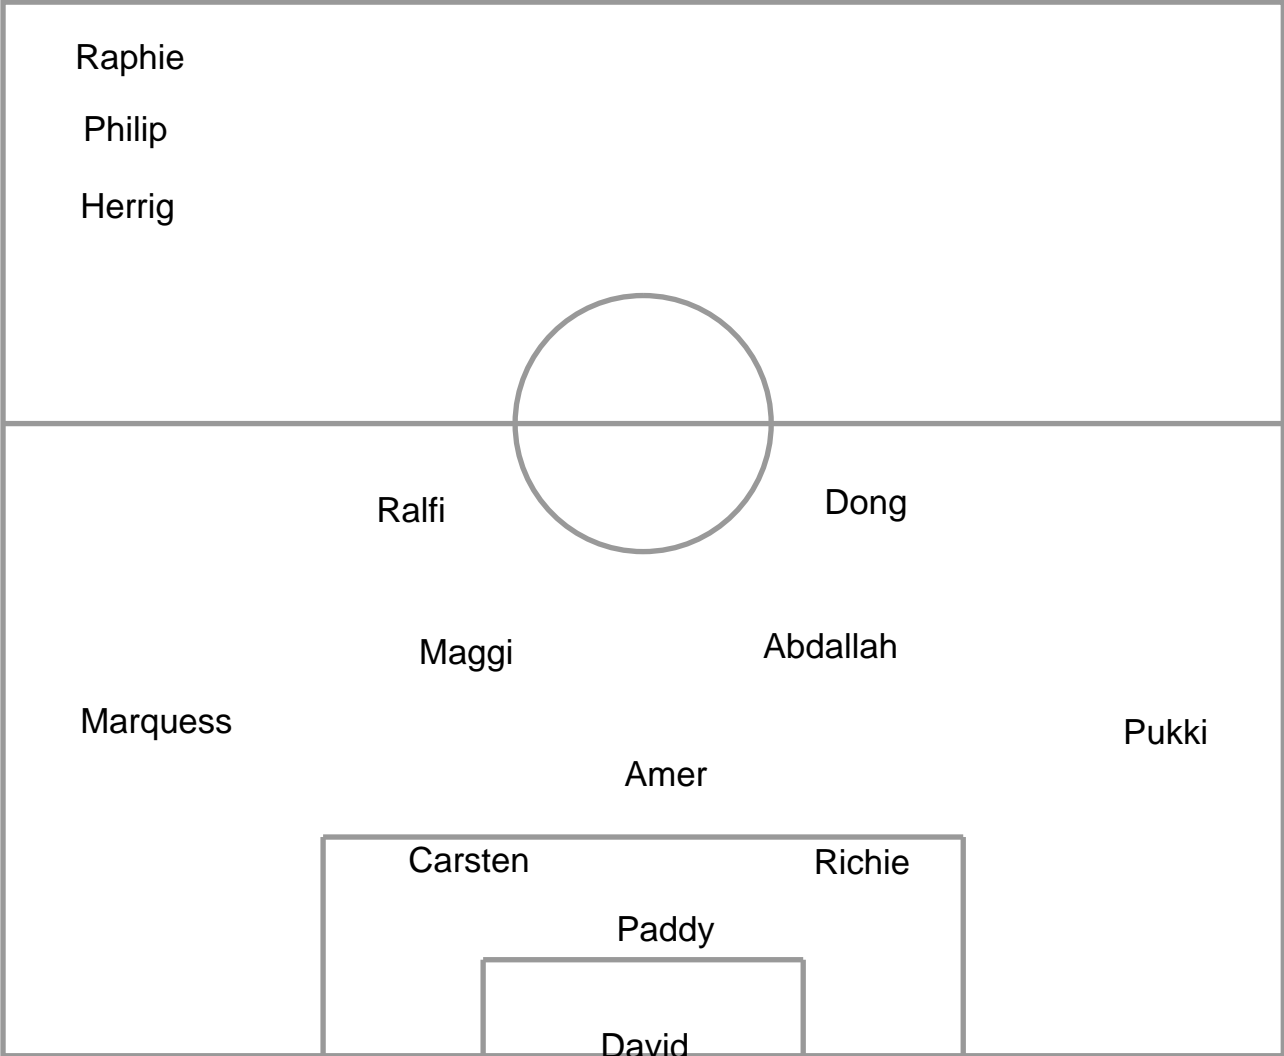 Raphie
Philip
Herrig
Ralfi
Dong
Maggi
Abdallah
Marquess
Pukki
Amer
Carsten
Richie
Paddy
David